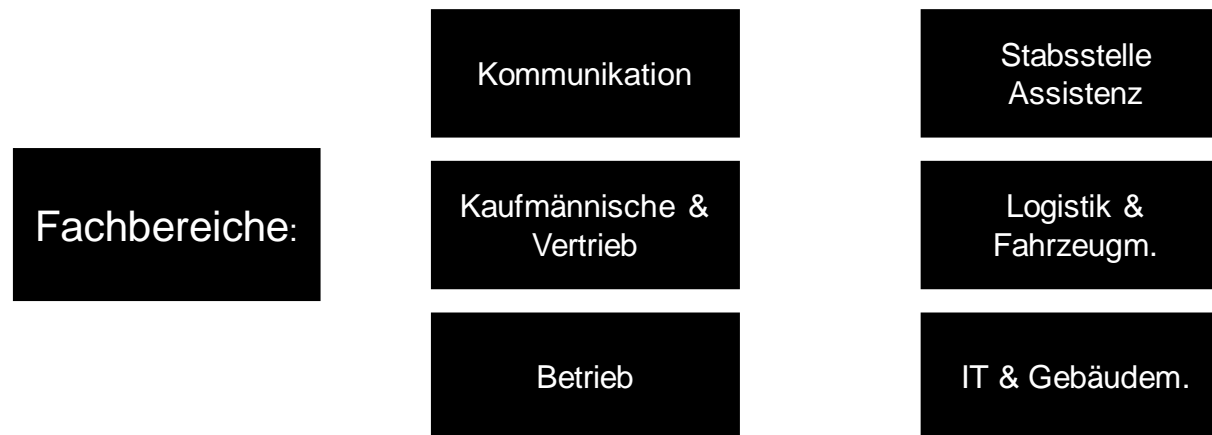 Fachbereiche:
Kommunikation
Kaufmännische &
Vertrieb
Betrieb
Stabsstelle
Assistenz
Logistik &
Fahrzeugm.
IT & Gebäudem.